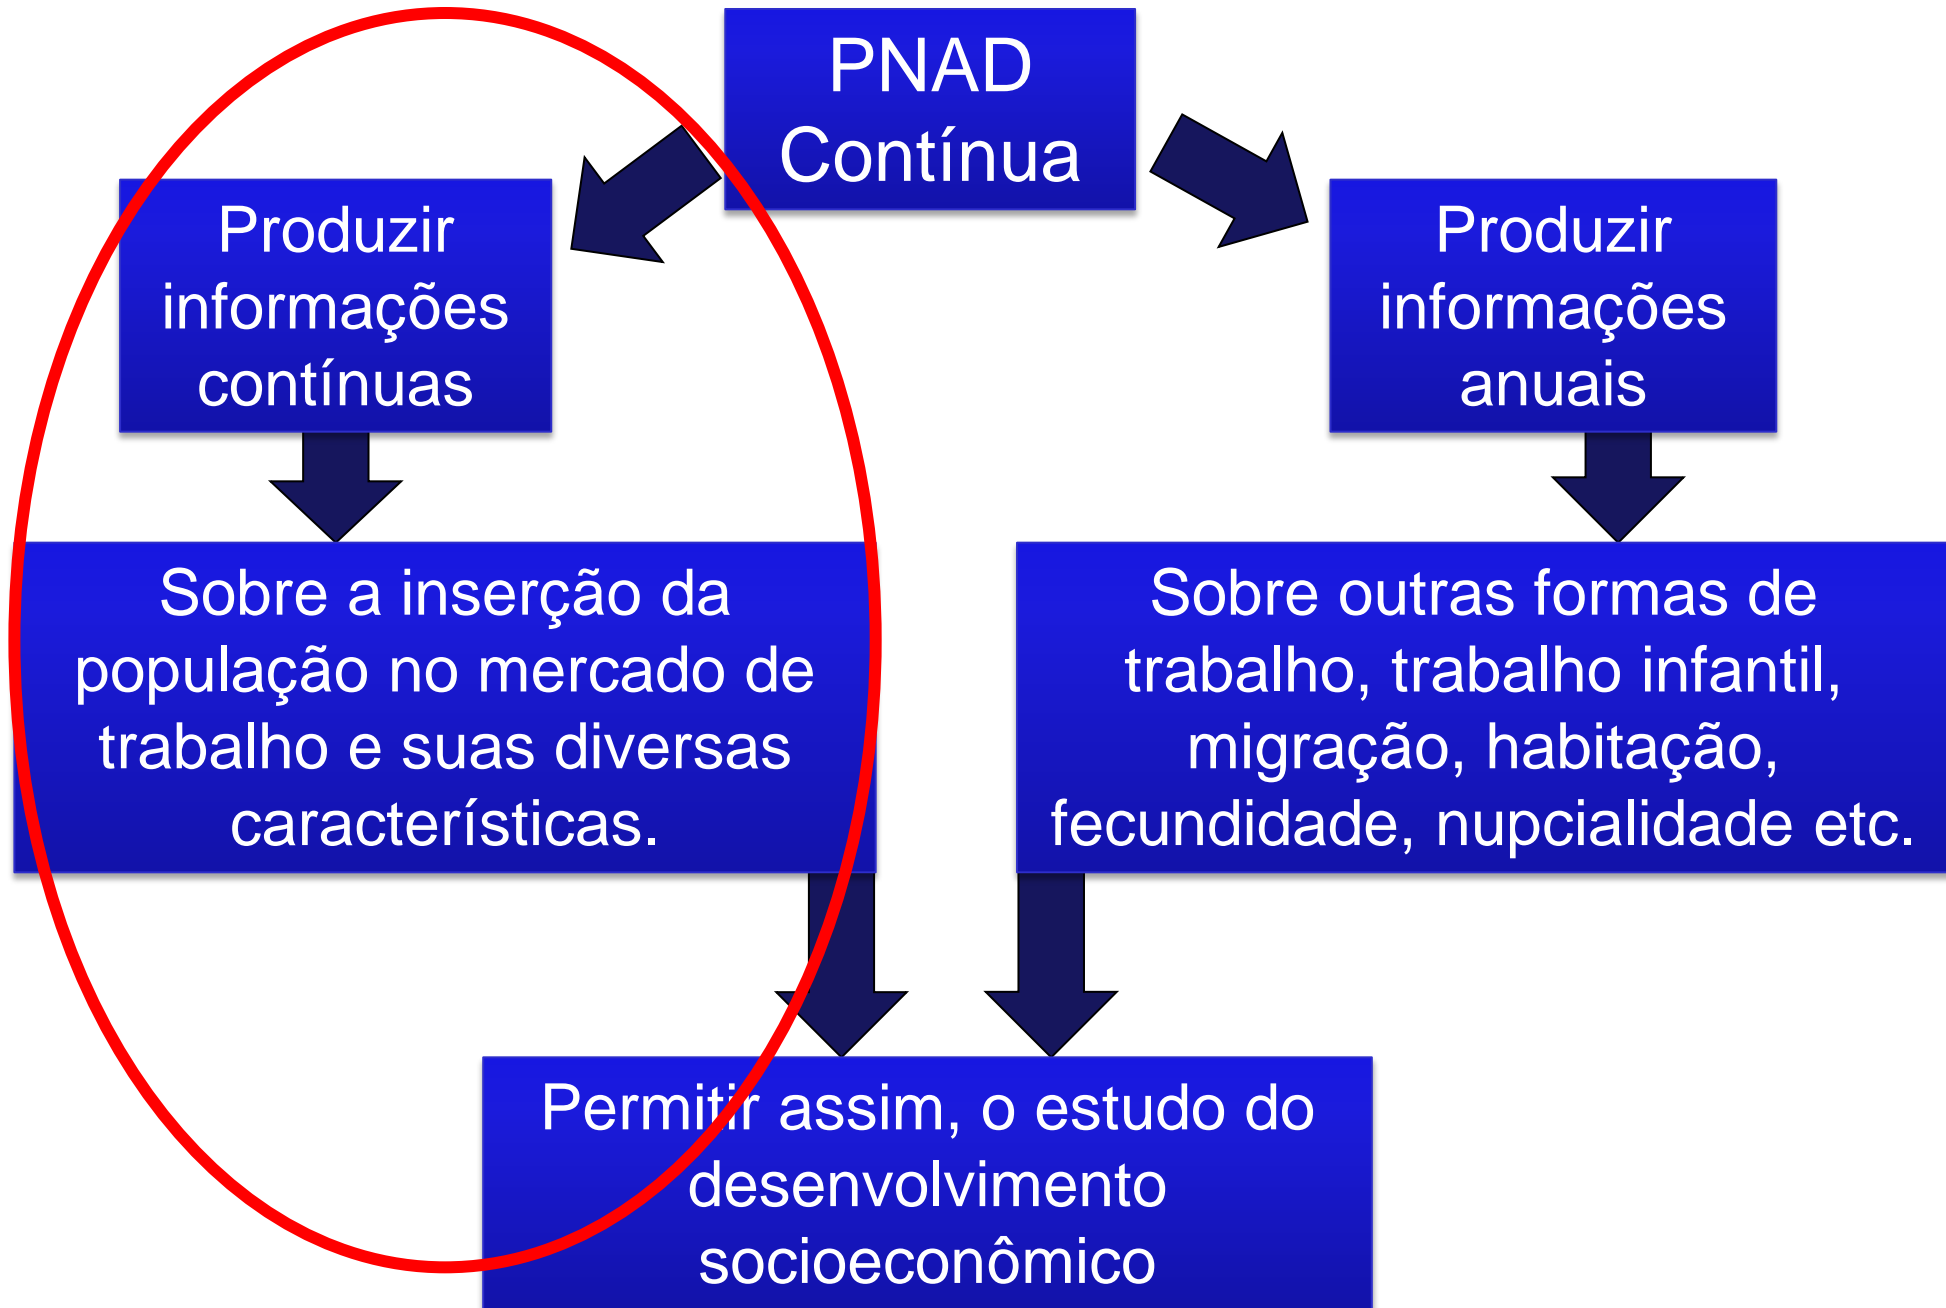 PNAD
Contínua
Produzir
informações
contínuas
Produzir
informações
anuais
Sobre a inserção da
população no mercado de
trabalho e suas diversas
características.
Sobre outras formas de
trabalho, trabalho infantil,
migração, habitação,
fecundidade, nupcialidade etc.
Permitir assim, o estudo do
desenvolvimento
socioeconômico